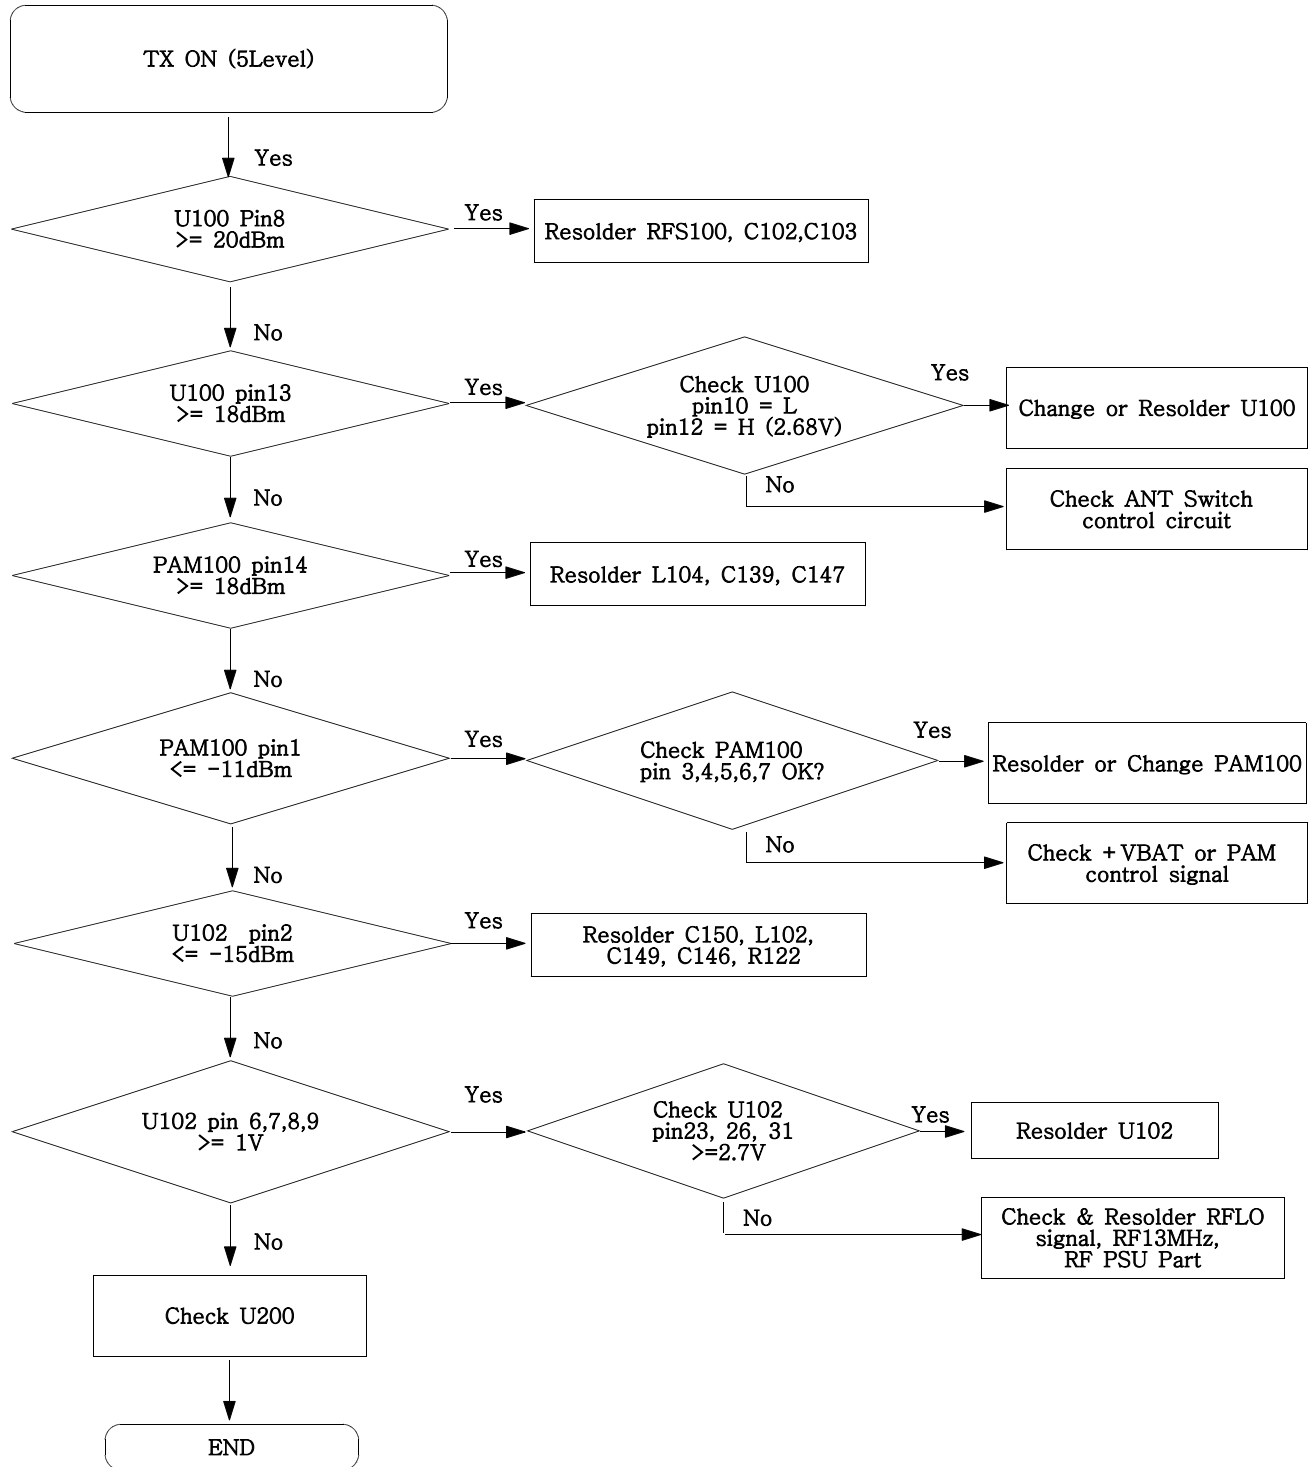 TX ON (5Level)
Yes
U100 Pin8
>= 20dBm
Yes
Resolder RFS100, C102,C103
No
U100 pin13
>= 18dBm
Yes
Check U100
pin10 = L
pin12 = H (2.68V)
Yes
Change or Resolder U100
No
Check ANT Switch
control circuit
No
PAM100 pin14
>= 18dBm
Yes
Resolder L104, C139, C147
No
PAM100 pin1
<= -11dBm
Yes
Check PAM100
pin 3,4,5,6,7 OK?
Yes
Resolder or Change PAM100
No
Check +VBAT or PAM
control signal
No
U102 pin2
<= -15dBm
Yes
Resolder C150, L102,
C149, C146, R122
No
U102 pin 6,7,8,9
>= 1V
Yes
Check U102
pin23, 26, 31
>=2.7V
Yes
Resolder U102
No
Check & Resolder RFLO
signal, RF13MHz,
RF PSU Part
No
Check U200
END